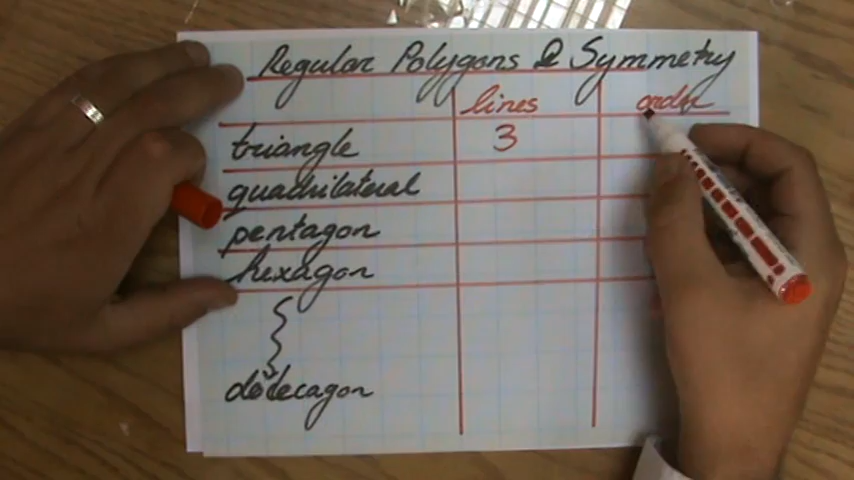 Regular Polygons & Symmetry
lines order
triangle 3
quadrilateral
pentagon
hexagon
dodecagon